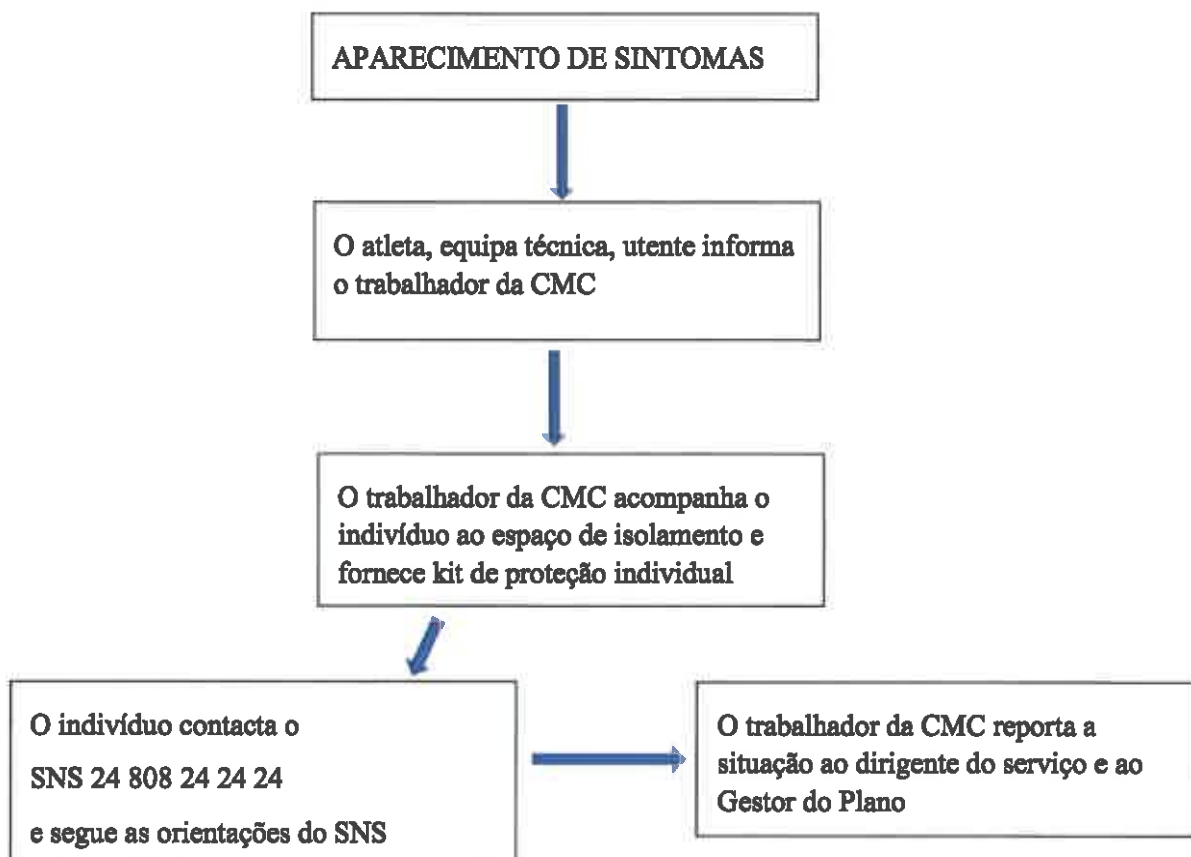 APARECIMENTO DE SINTOMAS
O atleta, equipa técnica, utente informa
o trabalhador da CMC
O trabalhador da CMC acompanha o
indivíduo ao espaço de isolamento e
fornece kit de proteção individual
O indivíduo contacta o
SNS 24 808 24 24 24
e segue as orientações do SNS
O trabalhador da CMC reporta a
situação ao dirigente do serviço e ao
Gestor do Plano